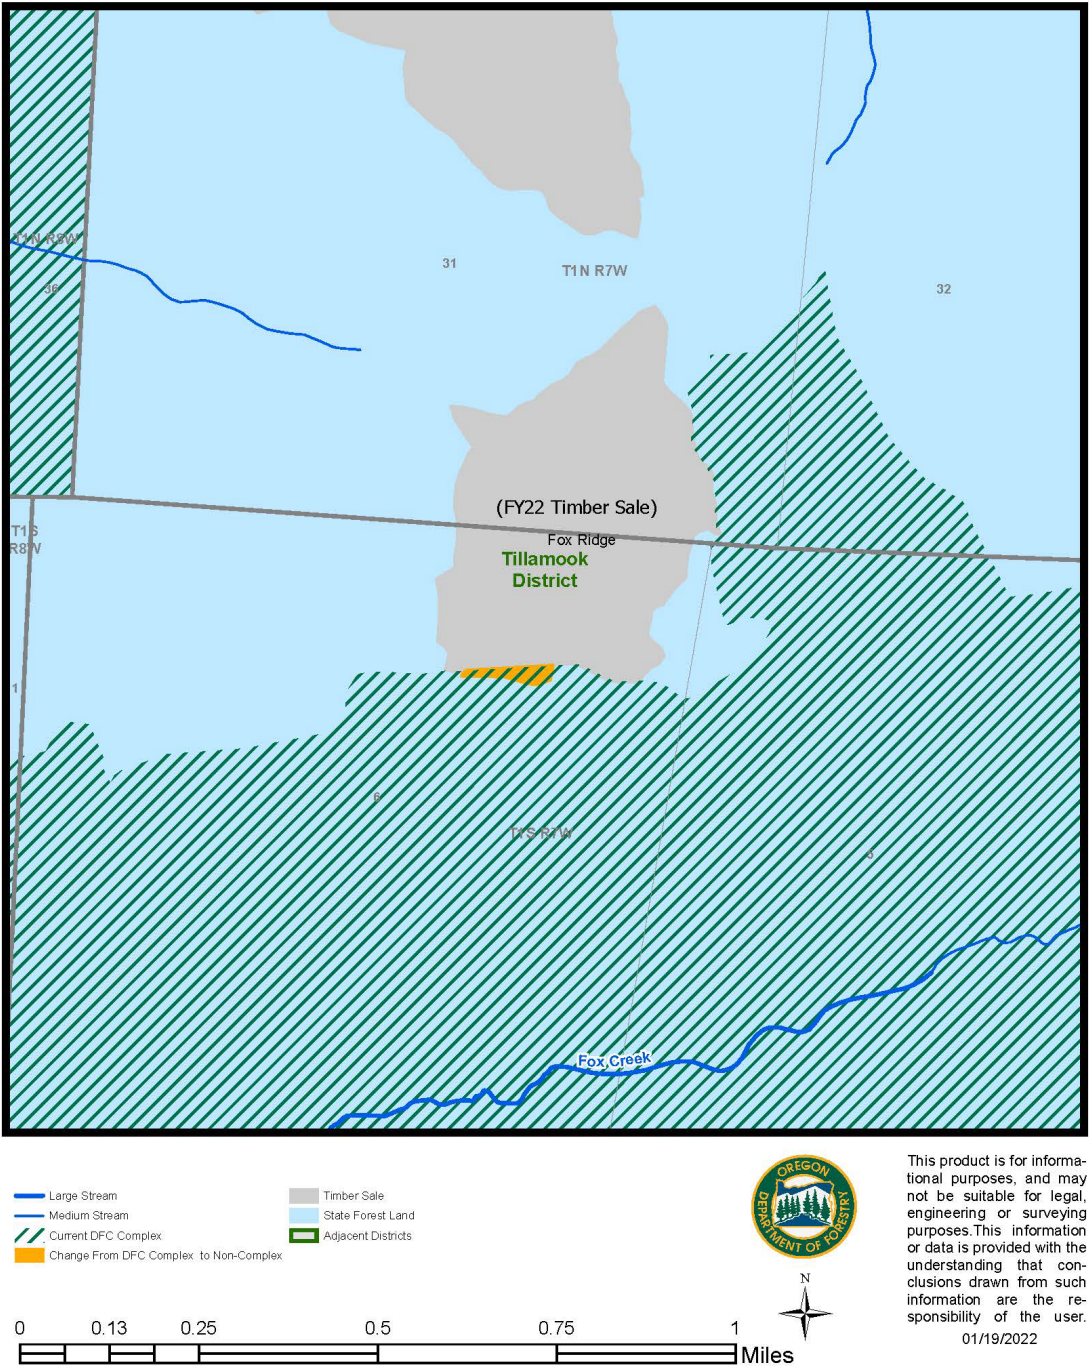 T1N R8W
36
31
T1N R7W
32
(FY22 Timber Sale)
Fox Ridge
Tillamook
District
T1S
R8W
1
6
T1S R7W
5
Fox Creek
Large Stream
Medium Stream
Current DFC Complex
Change From DFC Complex to Non-Complex
Timber Sale
State Forest Land
Adjacent Districts
OREGON
DEPARTMENT OF FORESTRY
N
This product is for informa-
tional purposes, and may
not be suitable for legal,
engineering or surveying
purposes.This information
or data is provided with the
understanding that con-
clusions drawn from such
information are the re-
sponsibility of the user.
01/19/2022
0 0.13 0.25 0.5 0.75 1
Miles